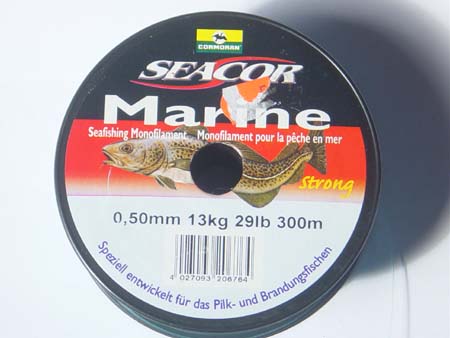 CORMORAN
SEACOR
Marine
Seafishing Monofilament Monofilament pour la pêche en mer
strong
0,50mm 13kg 29lb 300m
4 027093 206764
Speziell entwickelt für das Pilk- und Brandungsfischen